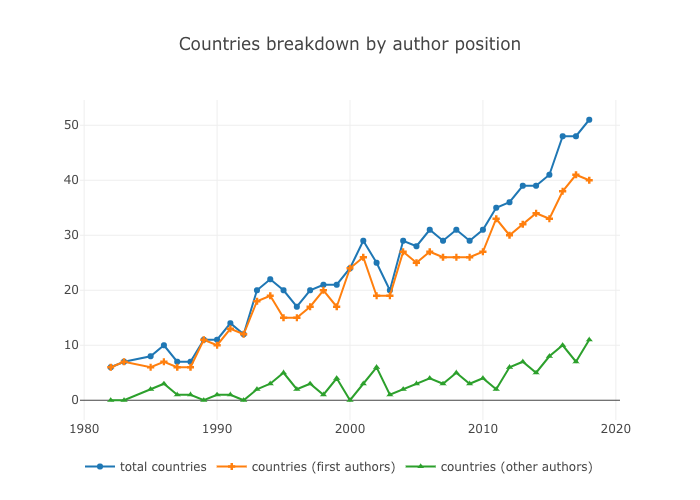 Countries breakdown by author position
50
40
30
20
10
0
1980 1990 2000 2010 2020
total countries countries (first authors) countries (other authors)